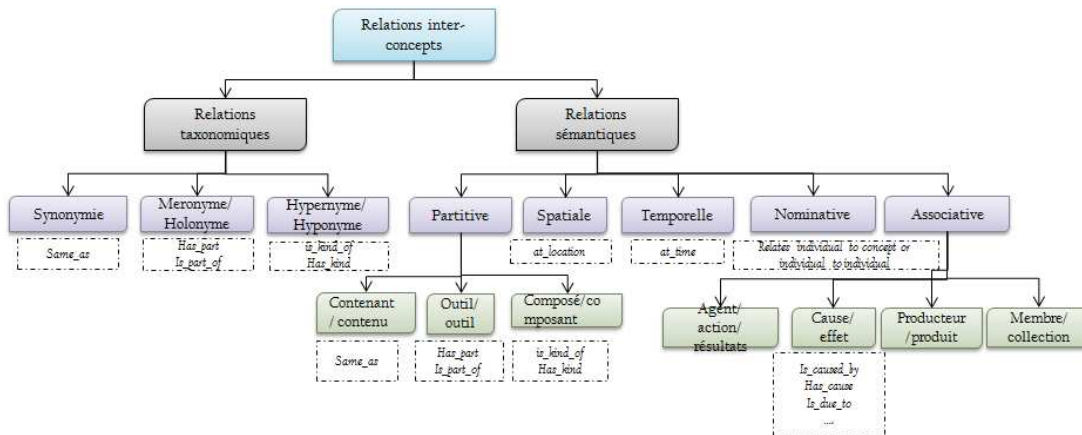 Relations inter-
concepts
Relations
taxonomiques
Relations
sémantiques
Synonymie
Meronyme/
Holonyme
Hypernyme/
Hyponyme
Partitive
Spatiale
Temporelle
Nominative
Associative
Same_as
Has_part
Is_part_of
is_kind_of
Has_kind
at_location
at_time
Relates individual to concept or
individual to individual
Contenant
/ contenu
Outil/
outil
Composé/co
mposant
Agent/
action/
résultats
Cause/
effet
Producteur
/produit
Membre/
collection
Same_as
Has_part
Is_part_of
is_kind_of
Has_kind
Is_caused_by
Has_cause
Is_due_to
....